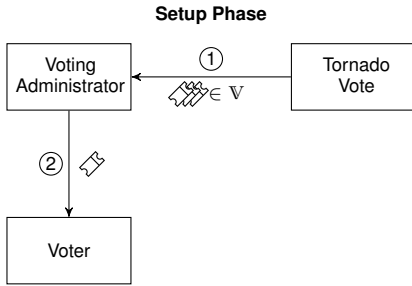 Setup Phase
Voting
Administrator
1
∈ 𝕍
Tornado
Vote
2
Voter